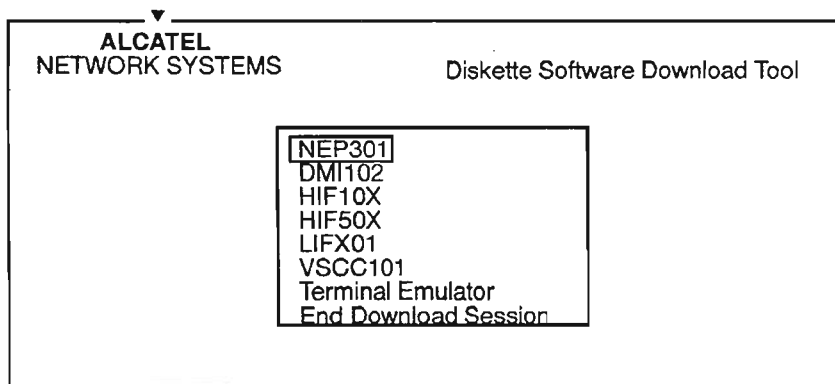 ALCATEL
NETWORK SYSTEMS
Diskette Software Download Tool
NEP301
DMI102
HIF10X
HIF50X
LIFX01
VSCC101
Terminal Emulator
End Download Session